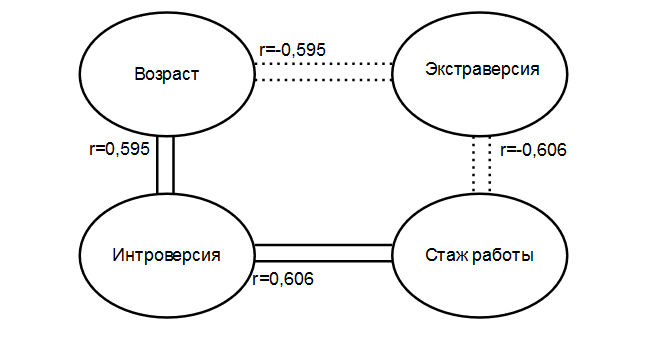 r=-0,595
Возраст
Экстраверсия
r=0,595
r=-0,606
Интроверсия
Стаж работы
r=0,606